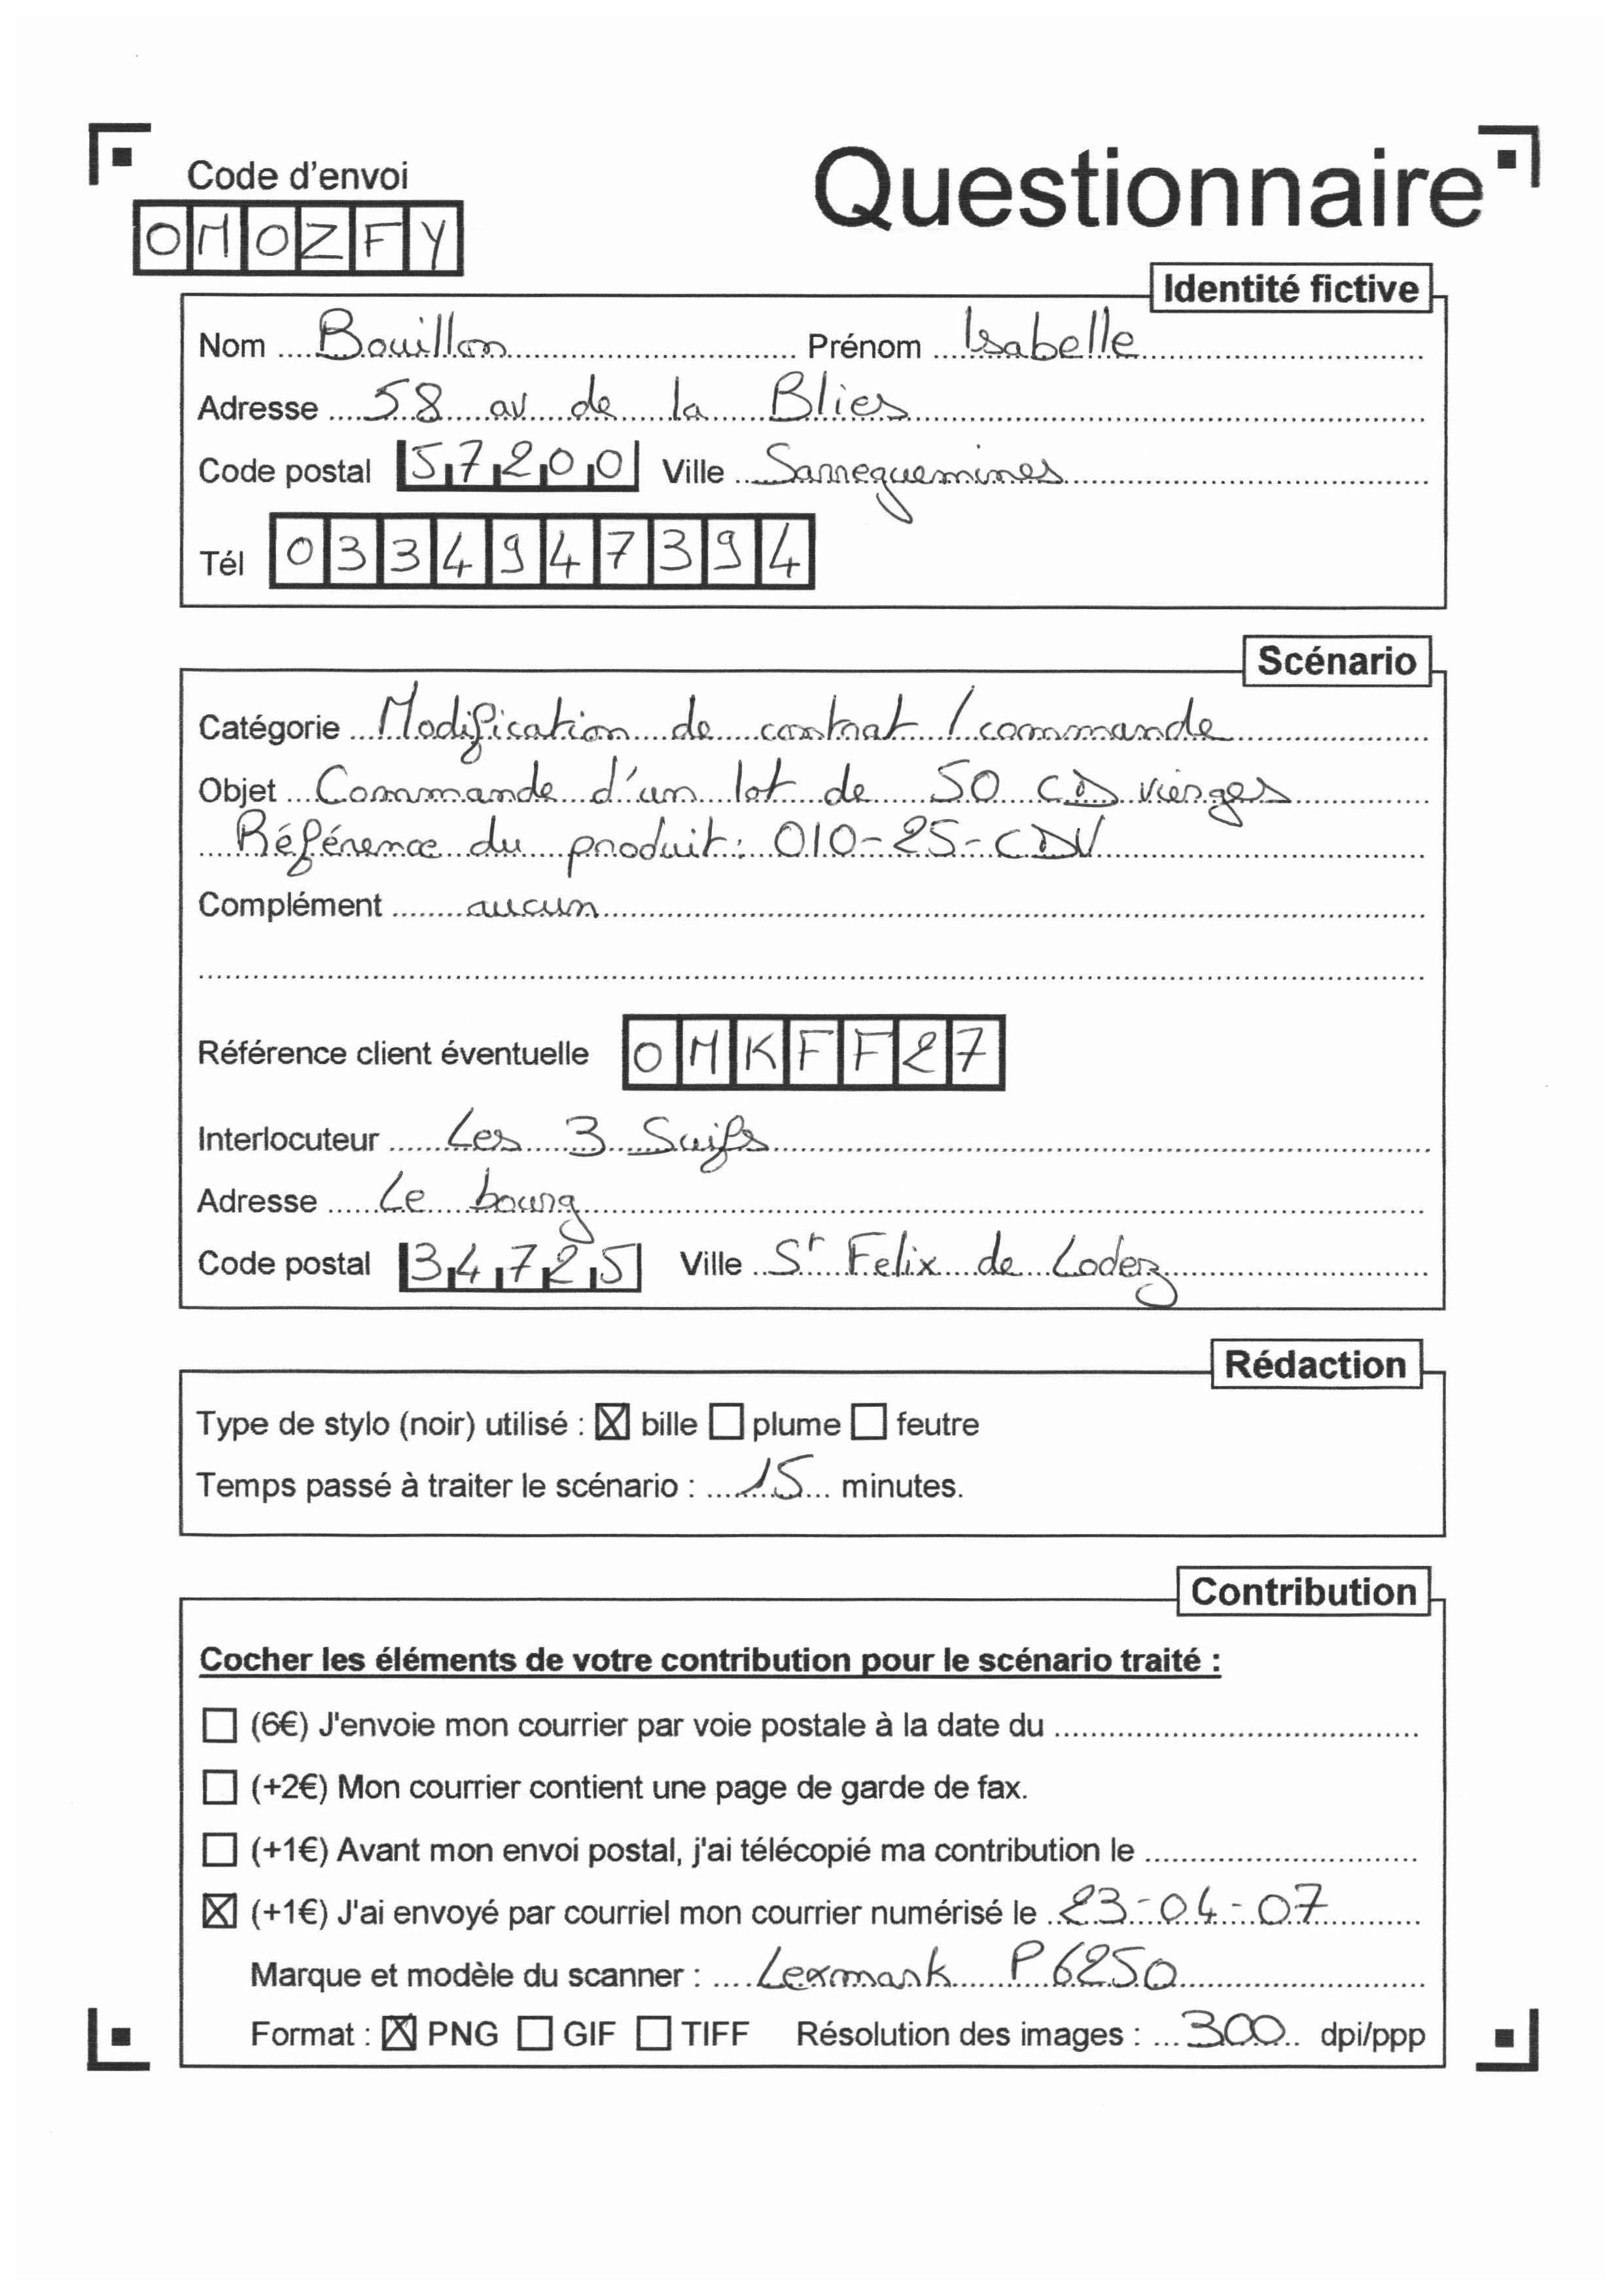 Code d'envoi
Questionnaire
OMOZFY
Identité fictive
Nom Bouillon Prénom Isabelle
Adresse 58 av de la Blies
Code postal 57200 Ville Sarreguemines
Tél 0334947394
Scénario
Catégorie Modification de contrat / commande
Objet Commande d'un lot de 50 CD vierges
Référence du produit : 010-25-CDV
Complément aucun
Référence client éventuelle OMKFF27
Interlocuteur Les 3 Suifs
Adresse Le bourg
Code postal 34725 Ville St Felix de Loderz
Rédaction
Type de stylo (noir) utilisé : ☒ bille ☐ plume ☐ feutre
Temps passé à traiter le scénario : 15 minutes.
Contribution
Cocher les éléments de votre contribution pour le scénario traité :
☐ (6€) J'envoie mon courrier par voie postale à la date du
☐ (+2€) Mon courrier contient une page de garde de fax.
☐ (+1€) Avant mon envoi postal, j'ai télécopié ma contribution le
☒ (+1€) J'ai envoyé par courriel mon courrier numérisé le 23-04-07
Marque et modèle du scanner : Lexmark P6250
Format : ☒ PNG ☐ GIF ☐ TIFF Résolution des images : 300 dpi/ppp